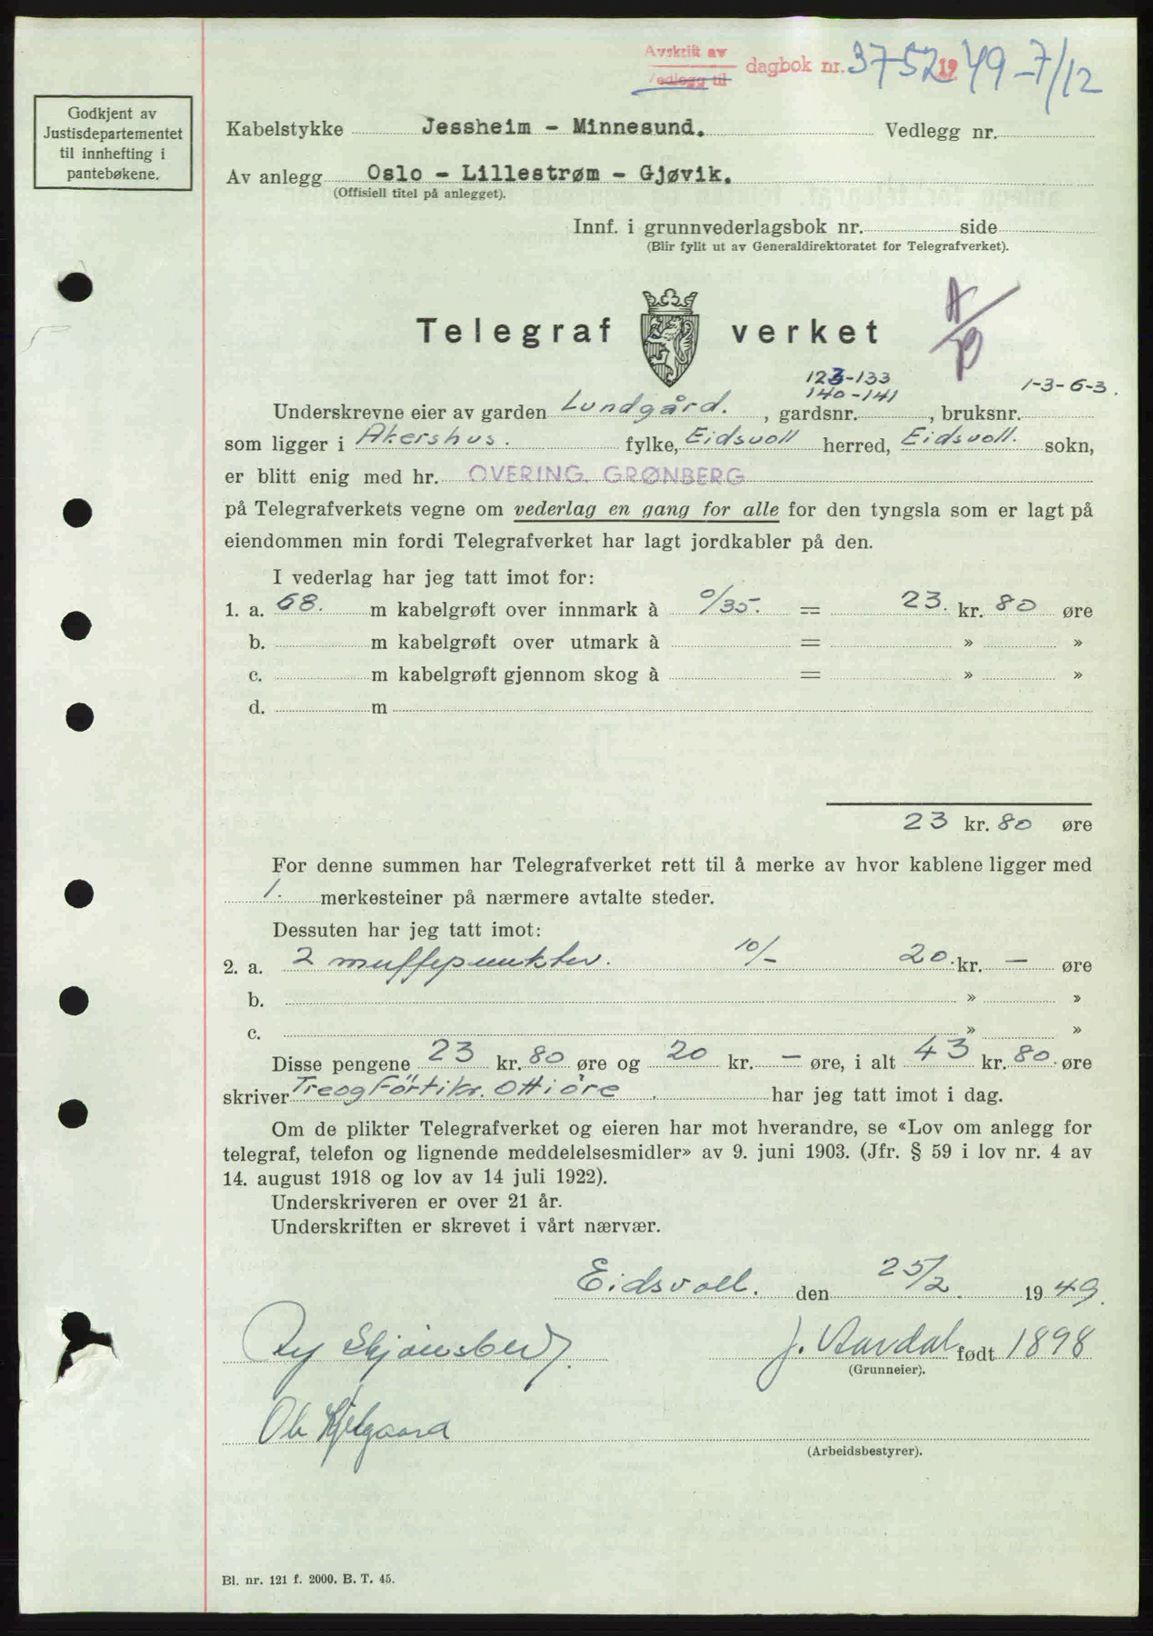 Avskrift av
Vedlegg til
dagbok nr. 3752 1949-7/12
Godkjent av
Justisdepartementet
til innhefting i
pantebøkene.
Kabelstykke Jessheim - Minnesund. Vedlegg nr.
Av anlegg Oslo - Lillestrøm - Gjøvik.
(Offisiell titel på anlegget).
Innf. i grunnvederlagsbok nr. side
(Blir fyllt ut av Generaldirektoratet for Telegrafverket).
Telegraf verket
123-133
140-141
1-3-6-3.
Underskrevne eier av garden Lundgård. , gardsnr. , bruksnr.
som ligger i Akershus. fylke, Eidsvoll herred, Eidsvoll. sokn,
er blitt enig med hr. OVERING. GRØNBERG
på Telegrafverkets vegne om vederlag en gang for alle for den tyngsla som er lagt på
eiendommen min fordi Telegrafverket har lagt jordkabler på den.
I vederlag har jeg tatt imot for:
1. a. 68. m kabelgrøft over innmark à 0/35. = 23. kr. 80 øre
b. m kabelgrøft over utmark à = » »
c. m kabelgrøft gjennom skog à = » »
d. m
23 kr. 80 øre
For denne summen har Telegrafverket rett til å merke av hvor kablene ligger med
1. merkesteiner på nærmere avtalte steder.
Dessuten har jeg tatt imot:
2. a. 2 muffepunkter. 10/- 20 kr. — øre
b. » »
c. » »
Disse pengene 23 kr. 80 øre og 20 kr. — øre, i alt 43 kr. 80. øre
skriver Treogförti kr. otti öre . har jeg tatt imot i dag.
Om de plikter Telegrafverket og eieren har mot hverandre, se «Lov om anlegg for
telegraf, telefon og lignende meddelelsesmidler» av 9. juni 1903. (Jfr. § 59 i lov nr. 4 av
14. august 1918 og lov av 14 juli 1922).
Underskriveren er over 21 år.
Underskriften er skrevet i vårt nærvær.
Eidsvoll. den 25/2. 1949.
J. Aardal født 1898
(Grunneier).
(Arbeidsbestyrer).
Bl. nr. 121 f. 2000. B. T. 45.